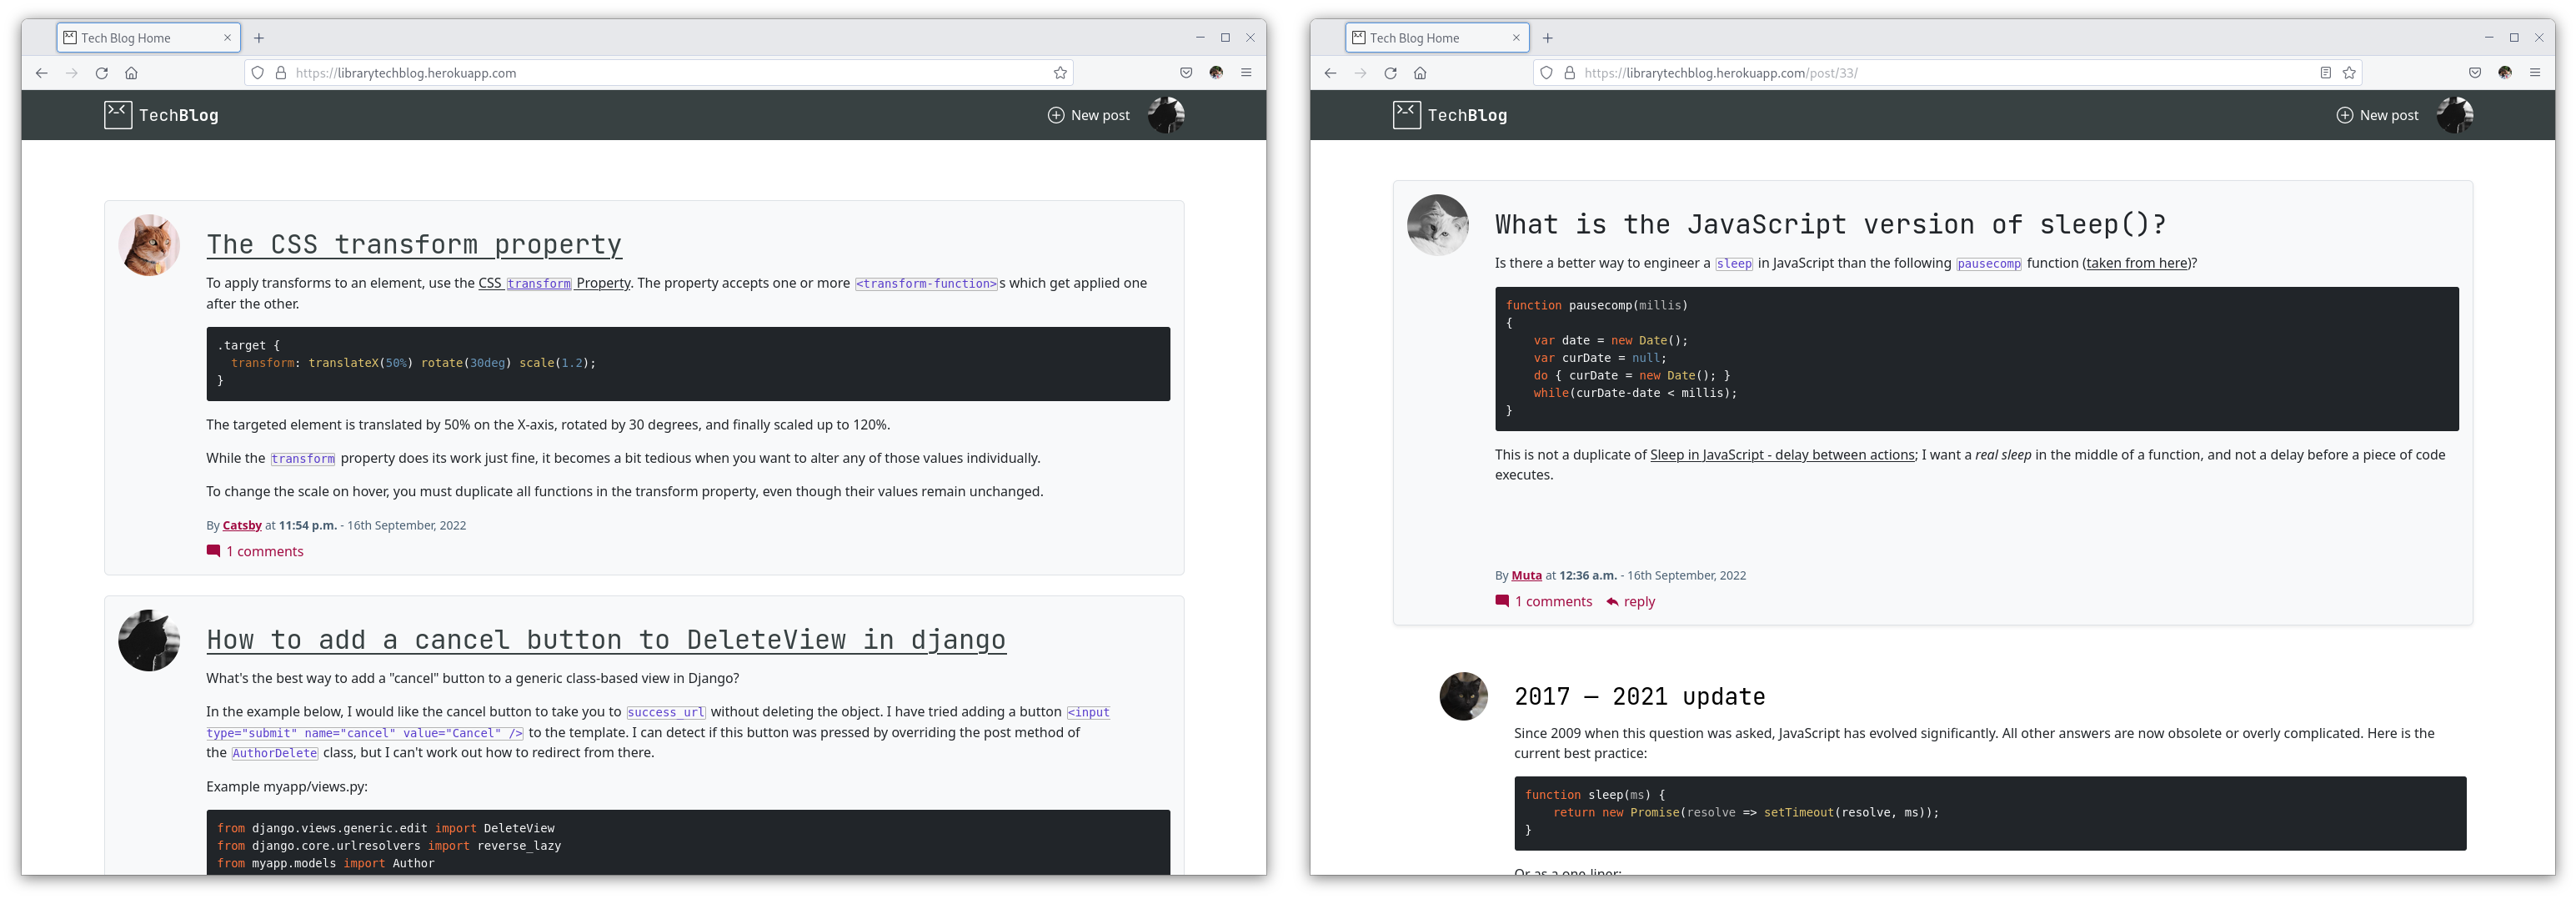 Tech Blog Home
https://librarytechblog.herokuapp.com
TechBlog
New post
The CSS transform property
To apply transforms to an element, use the CSS transform Property. The property accepts one or more <transform-function>s which get applied one
after the other.
.target {
  transform: translateX(50%) rotate(30deg) scale(1.2);
}
The targeted element is translated by 50% on the X-axis, rotated by 30 degrees, and finally scaled up to 120%.
While the transform property does its work just fine, it becomes a bit tedious when you want to alter any of those values individually.
To change the scale on hover, you must duplicate all functions in the transform property, even though their values remain unchanged.
By Catsby at 11:54 p.m. - 16th September, 2022
1 comments
How to add a cancel button to DeleteView in django
What's the best way to add a "cancel" button to a generic class-based view in Django?
In the example below, I would like the cancel button to take you to success_url without deleting the object. I have tried adding a button <input
type="submit" name="cancel" value="Cancel" /> to the template. I can detect if this button was pressed by overriding the post method of
the AuthorDelete class, but I can't work out how to redirect from there.
Example myapp/views.py:
from django.views.generic.edit import DeleteView
from django.core.urlresolvers import reverse_lazy
from myapp.models import Author
Tech Blog Home
https://librarytechblog.herokuapp.com/post/33/
TechBlog
New post
What is the JavaScript version of sleep()?
Is there a better way to engineer a sleep in JavaScript than the following pausecomp function (taken from here)?
function pausecomp(millis)
{
    var date = new Date();
    var curDate = null;
    do { curDate = new Date(); }
    while(curDate-date < millis);
}
This is not a duplicate of Sleep in JavaScript - delay between actions; I want a real sleep in the middle of a function, and not a delay before a piece of code
executes.
By Muta at 12:36 a.m. - 16th September, 2022
1 comments reply
2017 — 2021 update
Since 2009 when this question was asked, JavaScript has evolved significantly. All other answers are now obsolete or overly complicated. Here is the
current best practice:
function sleep(ms) {
    return new Promise(resolve => setTimeout(resolve, ms));
}
Or as a one-liner: